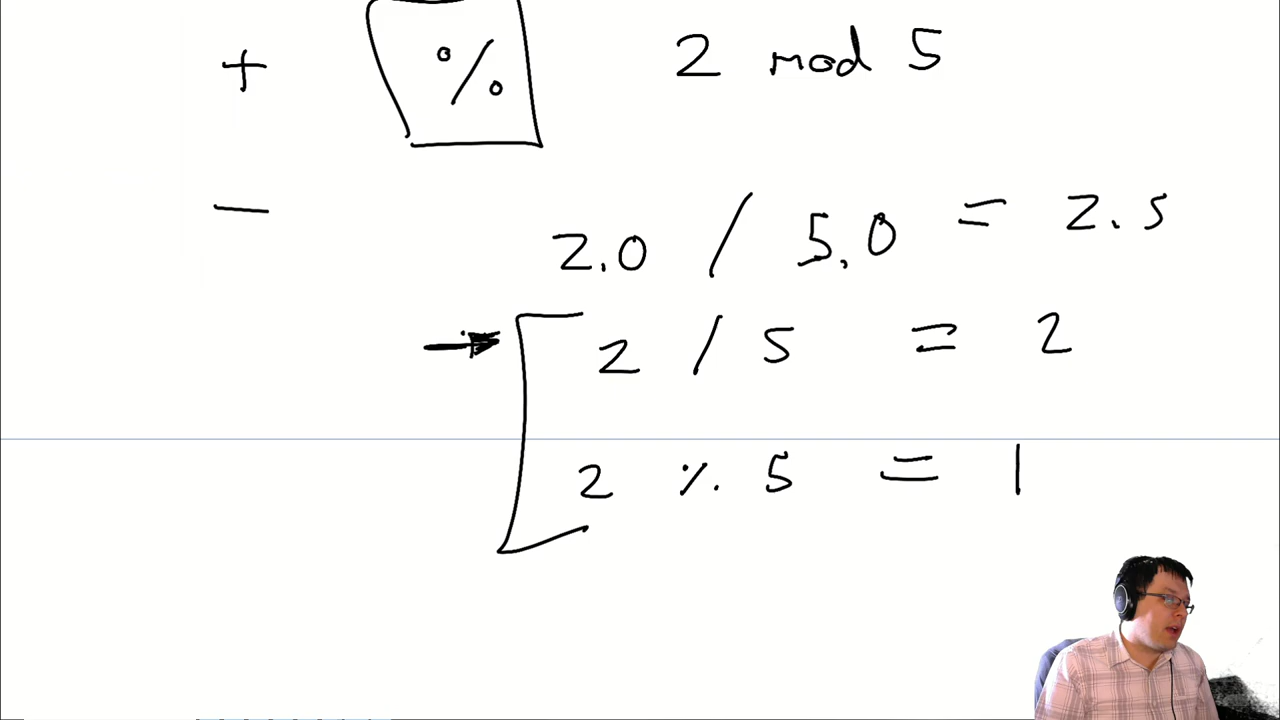 + % 2 mod 5
-
2.0 / 5.0 = 2.5
2 / 5 = 2
2 % 5 = 1